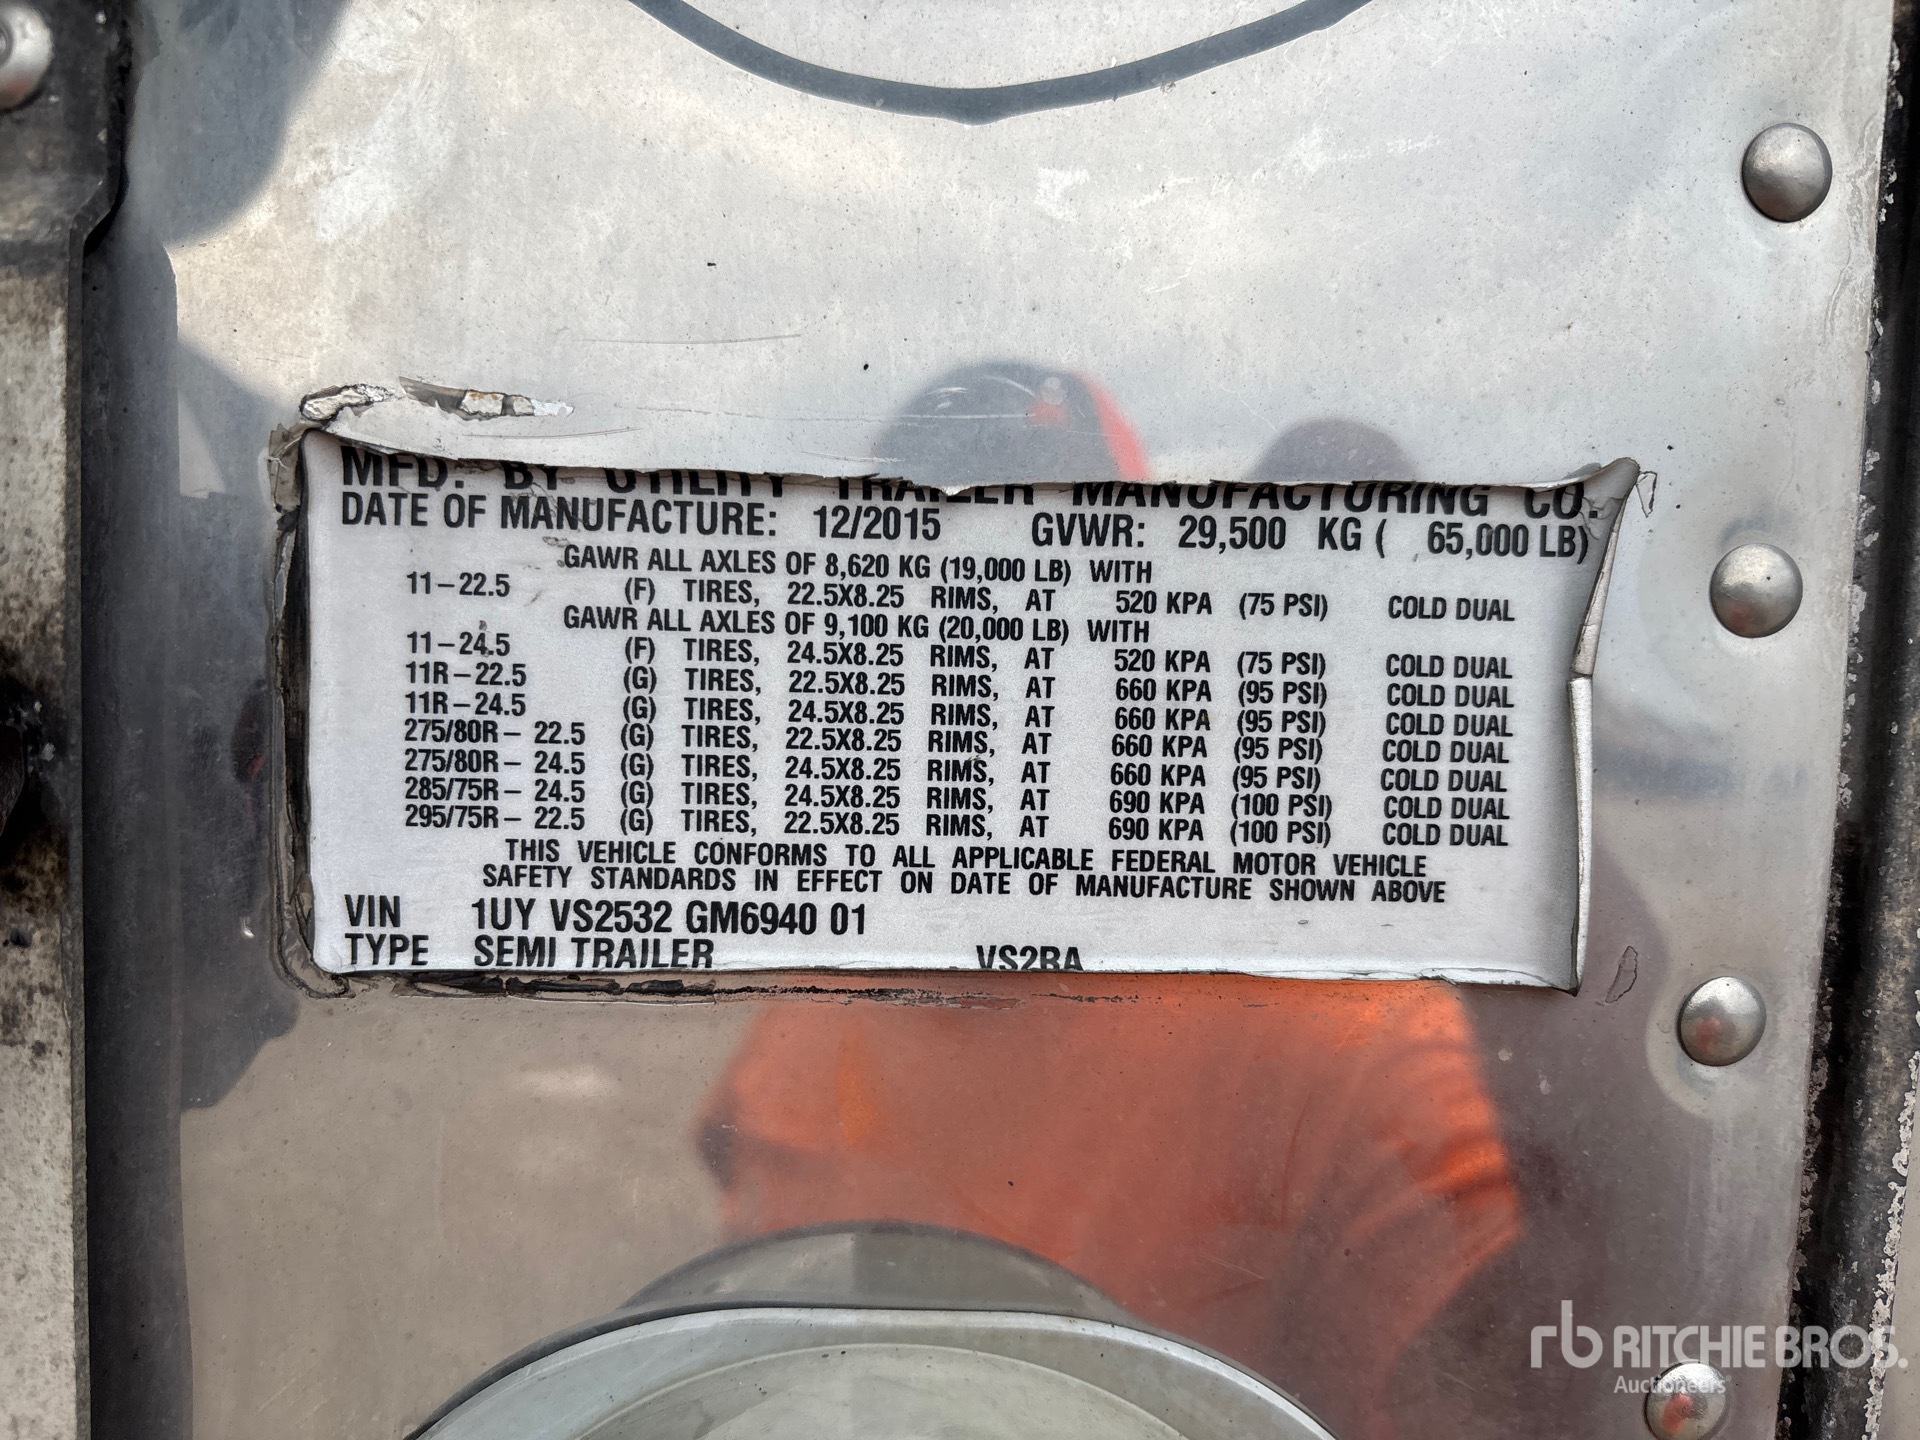 MFD. BY UTILITY TRAILER MANUFACTURING CO.
DATE OF MANUFACTURE: 12/2015 GVWR: 29,500 KG ( 65,000 LB)
GAWR ALL AXLES OF 8,620 KG (19,000 LB) WITH
11-22.5 (F) TIRES, 22.5X8.25 RIMS, AT 520 KPA (75 PSI) COLD DUAL
GAWR ALL AXLES OF 9,100 KG (20,000 LB) WITH
11-24.5 (F) TIRES, 24.5X8.25 RIMS, AT 520 KPA (75 PSI) COLD DUAL
11R-22.5 (G) TIRES, 22.5X8.25 RIMS, AT 660 KPA (95 PSI) COLD DUAL
11R-24.5 (G) TIRES, 24.5X8.25 RIMS, AT 660 KPA (95 PSI) COLD DUAL
275/80R- 22.5 (G) TIRES, 22.5X8.25 RIMS, AT 660 KPA (95 PSI) COLD DUAL
275/80R- 24.5 (G) TIRES, 24.5X8.25 RIMS, AT 660 KPA (95 PSI) COLD DUAL
285/75R- 24.5 (G) TIRES, 24.5X8.25 RIMS, AT 690 KPA (100 PSI) COLD DUAL
295/75R- 22.5 (G) TIRES, 22.5X8.25 RIMS, AT 690 KPA (100 PSI) COLD DUAL
THIS VEHICLE CONFORMS TO ALL APPLICABLE FEDERAL MOTOR VEHICLE
SAFETY STANDARDS IN EFFECT ON DATE OF MANUFACTURE SHOWN ABOVE
VIN 1UY VS2532 GM6940 01
TYPE SEMI TRAILER VS2RA
rb RITCHIE BROS.
Auctioneers